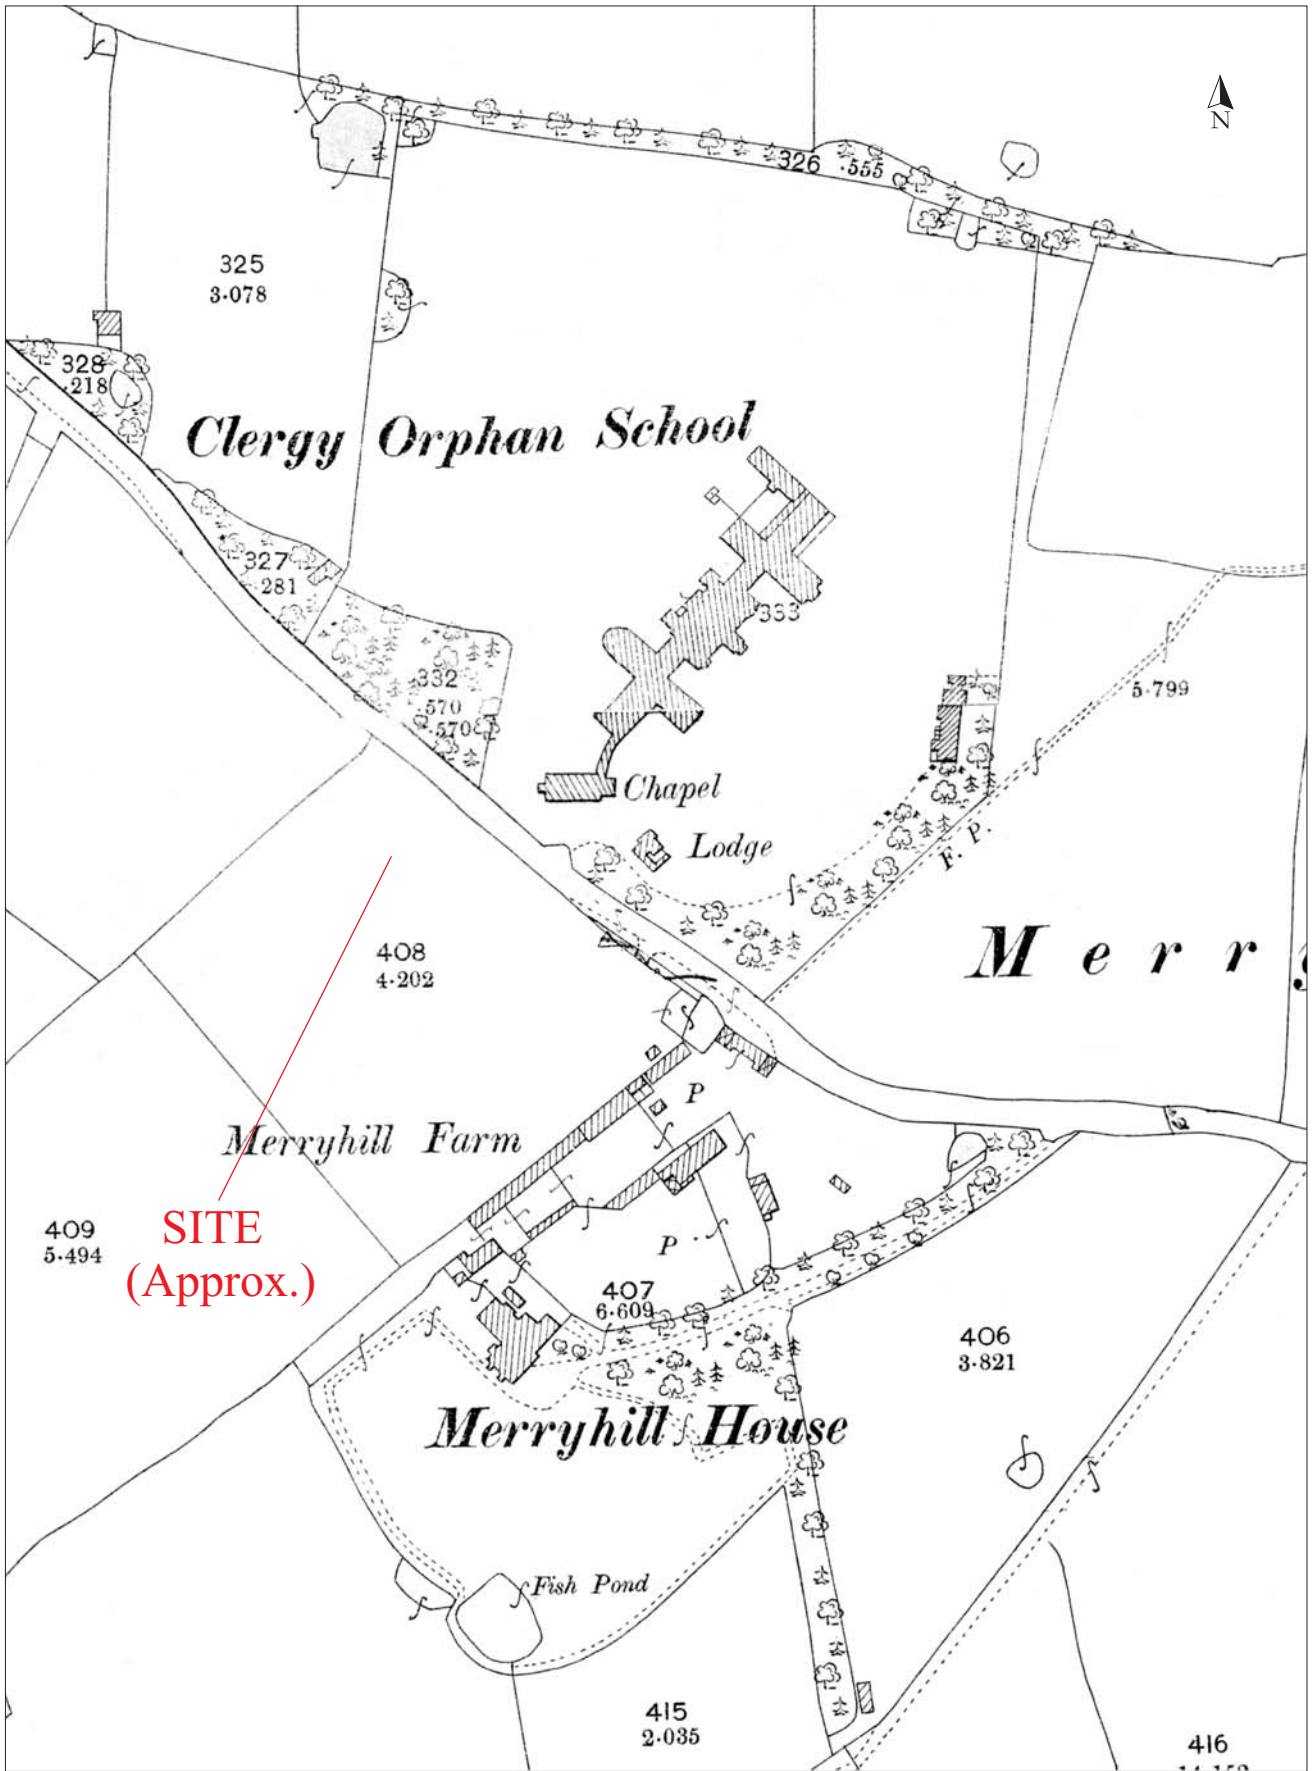 N
326 .555
325
3.078
328
.218
Clergy Orphan School
327
281
333
332
.570
.570
5.799
Chapel
Lodge
F. P.
Merry
408
4.202
P
Merryhill Farm
409
5.494
SITE
(Approx.)
P
407
6.609
406
3.821
Merryhill House
Fish Pond
415
2.035
416